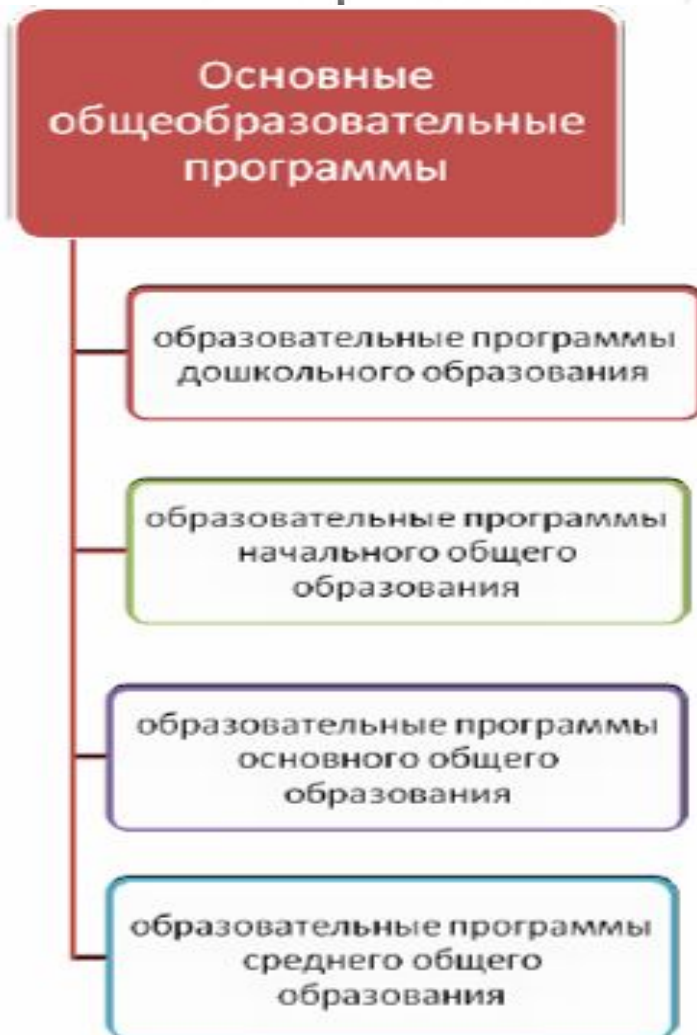 Основные
общеобразовательные
программы
образовательные программы
дошкольного образования
образовательные программы
начального общего
образования
образовательные программы
основного общего
образования
образовательные программы
среднего общего
образования